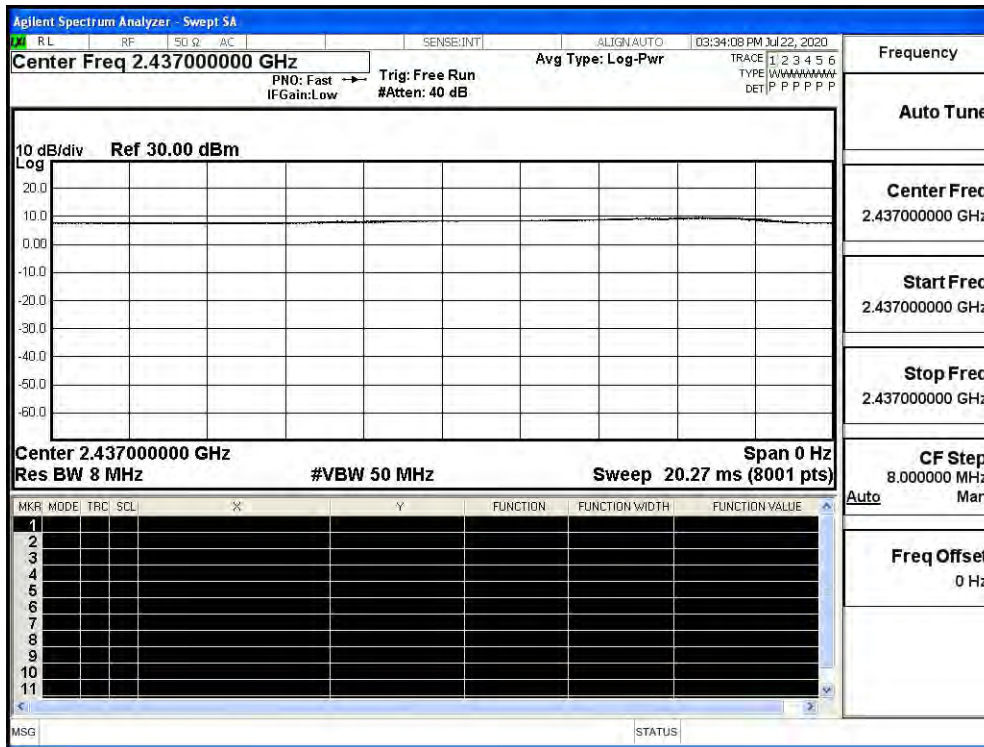 Agilent Spectrum Analyzer - Swept SA
LXI RL RF 50 Ω AC SENSE:INT ALIGN AUTO 03:34:08 PM Jul 22, 2020
Center Freq 2.437000000 GHz
PNO: Fast
IFGain:Low
Trig: Free Run
#Atten: 40 dB
Avg Type: Log-Pwr
TRACE 1 2 3 4 5 6
TYPE WWWWWW
DET P P P P P P
10 dB/div Ref 30.00 dBm
Log
20.0
10.0
0.00
-10.0
-20.0
-30.0
-40.0
-50.0
-60.0
Center 2.437000000 GHz Span 0 Hz
Res BW 8 MHz #VBW 50 MHz Sweep 20.27 ms (8001 pts)
MKR MODE TRC SCL X Y FUNCTION FUNCTION WIDTH FUNCTION VALUE
1
2
3
4
5
6
7
8
9
10
11
MSG STATUS
Frequency
Auto Tune
Center Freq
2.437000000 GHz
Start Freq
2.437000000 GHz
Stop Freq
2.437000000 GHz
CF Step
8.000000 MHz
Auto Man
Freq Offset
0 Hz